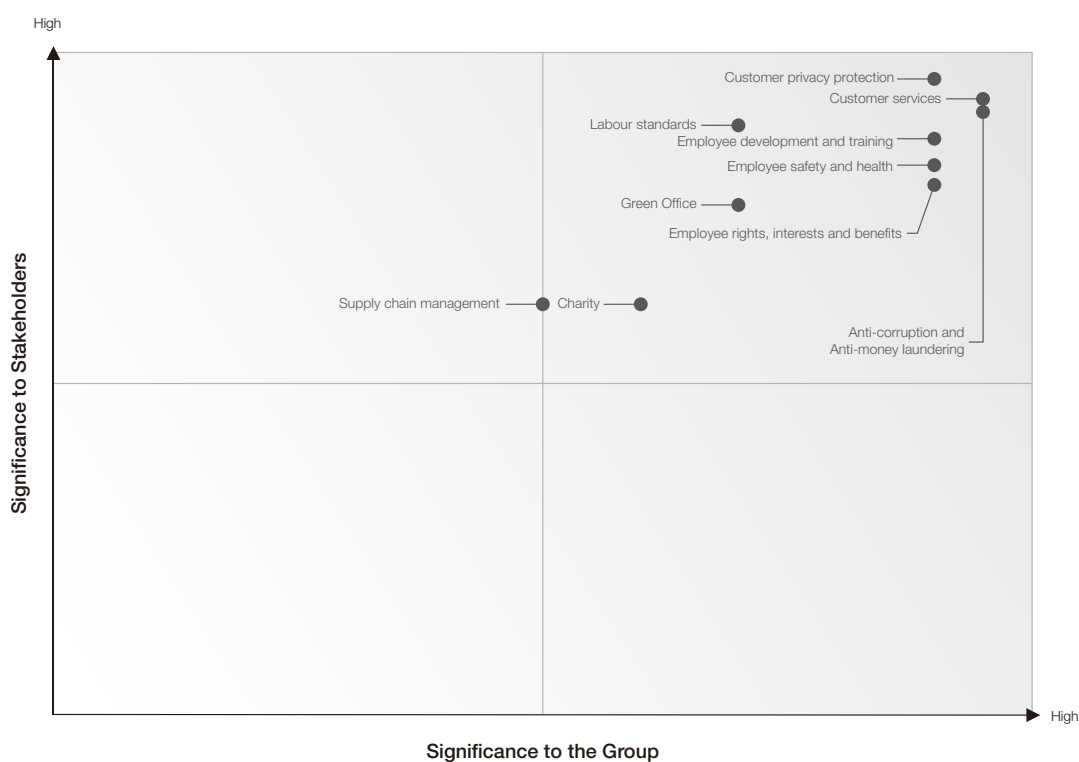 High
Customer privacy protection
Customer services
Labour standards
Employee development and training
Employee safety and health
Green Office
Employee rights, interests and benefits
Supply chain management
Charity
Anti-corruption and
Anti-money laundering
Significance to Stakeholders
High
Significance to the Group